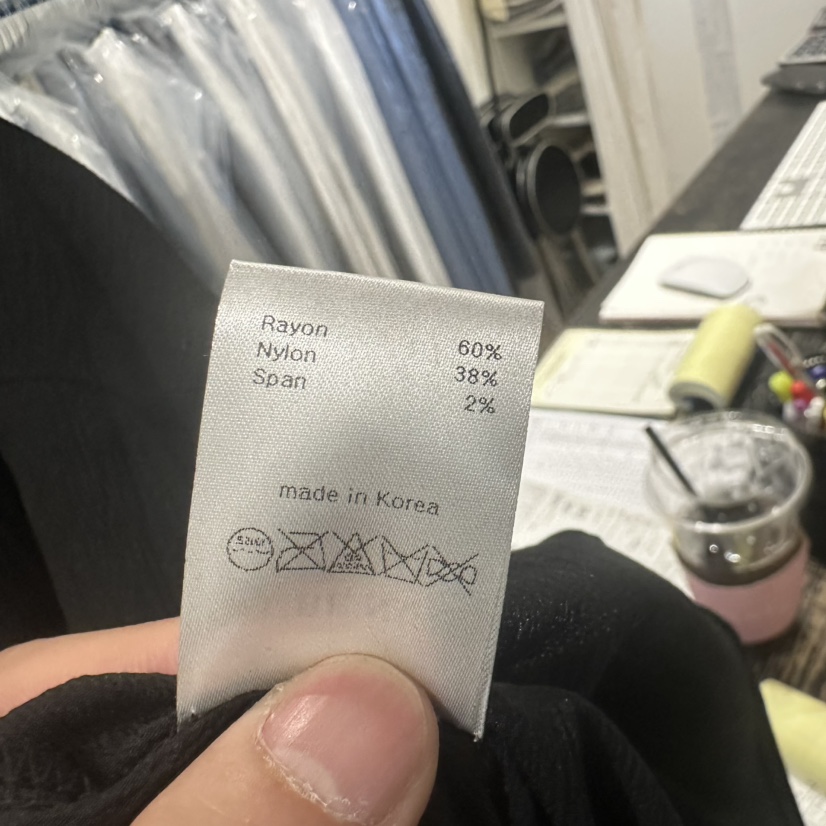 Rayon 60%
Nylon 38%
Span 2%
made in Korea